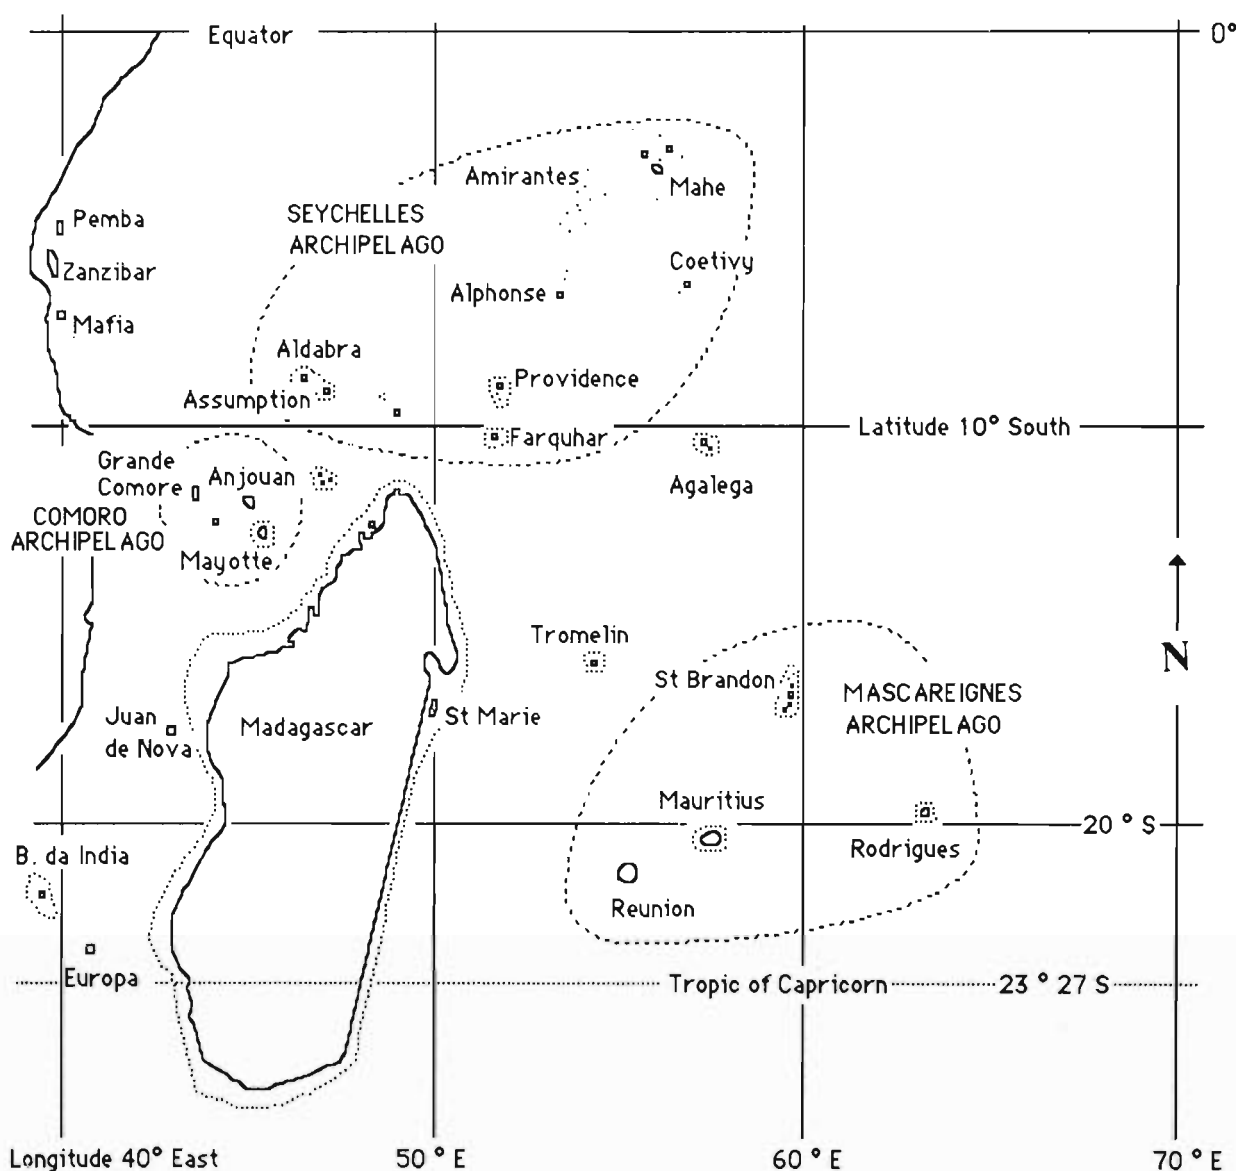 Equator
0°
Amirantes
Mahe
Pemba
SEYCHELLES
ARCHIPELAGO
Zanzibar
Coetivy
Alphonse
Mafia
Aldabra
Providence
Assumption
Farquhar
Latitude 10° South
Grande
Comore
Anjouan
Agalega
COMORO
ARCHIPELAGO
Mayotte
Tromelin
N
St Brandon
MASCAREIGNES
ARCHIPELAGO
Juan
de Nova
Madagascar
St Marie
Mauritius
20° S
B. da India
Rodrigues
Reunion
Europa
Tropic of Capricorn
23° 27 S
Longitude 40° East
50° E
60° E
70° E